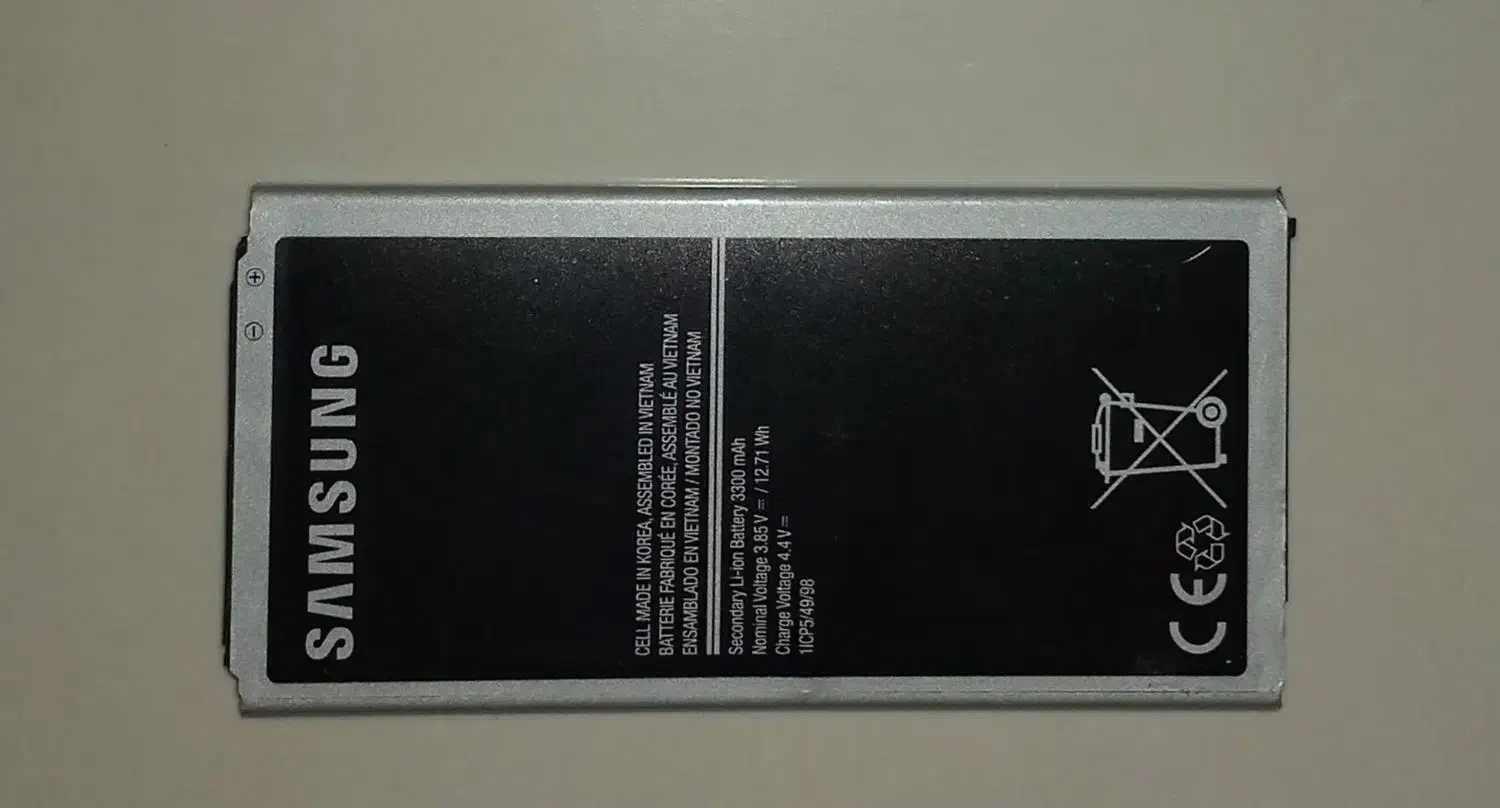 SAMSUNG
CELL MADE IN KOREA, ASSEMBLED IN VIETNAM
BATTERIE FABRIQUÉ EN CORÉE, ASSEMBLÉ AU VIETNAM
ENSAMBLADO EN VIETNAM / MONTADO NO VIETNAM
Secondary Li-ion Battery 3300 mAh
Nominal Voltage 3.85 V ⎓ / 12.71 Wh
Charge Voltage 4.4 V ⎓
1ICP5/49/98
CE